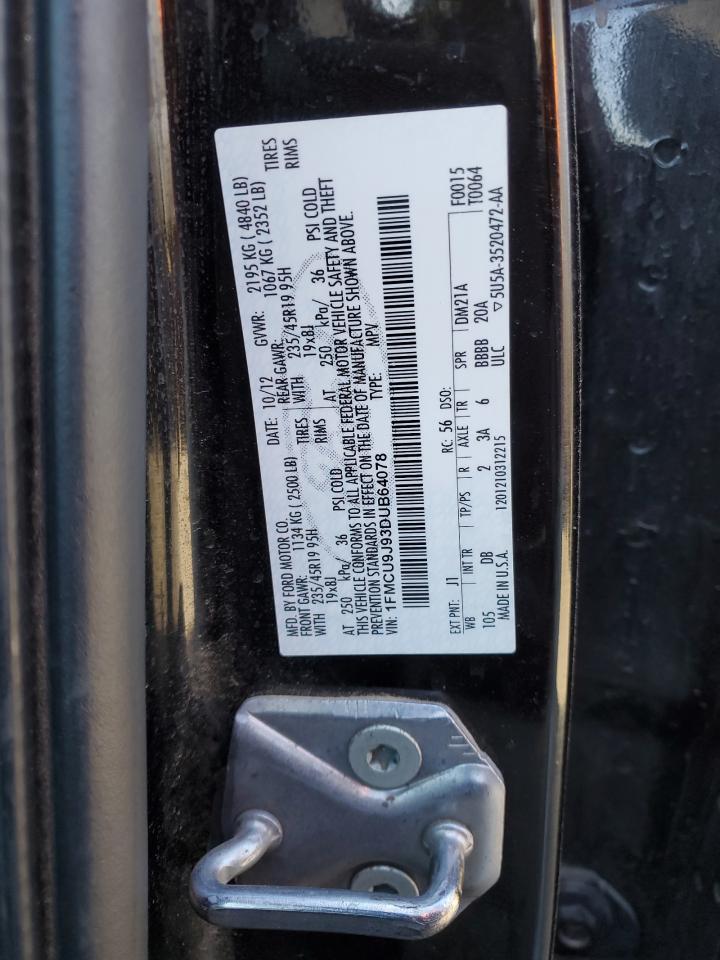 MFD. BY FORD MOTOR CO. DATE: 10/12 GVWR: 2195 KG ( 4840 LB)
FRONT GAWR: 1134 KG ( 2500 LB) REAR GAWR: 1067 KG ( 2352 LB)
WITH 235/45R19 95H TIRES WITH 235/45R19 95H TIRES
19x8J RIMS 19x8J RIMS
AT 250 kPa/ 36 PSI COLD AT 250 kPa/ 36 PSI COLD
THIS VEHICLE CONFORMS TO ALL APPLICABLE FEDERAL MOTOR VEHICLE SAFETY AND THEFT
PREVENTION STANDARDS IN EFFECT ON THE DATE OF MANUFACTURE SHOWN ABOVE.
VIN: 1FMCU9J93DUB64078 TYPE: MPV
EXT PNT: J1 RC: 56 DSO: F0015
WB INT TR TP/PS R AXLE TR SPR DM21A T0064
105 DB 2 3A 6 BBBB 20A
MADE IN U.S.A. 1201210312215 ULC ▽5U5A-3520472-AA